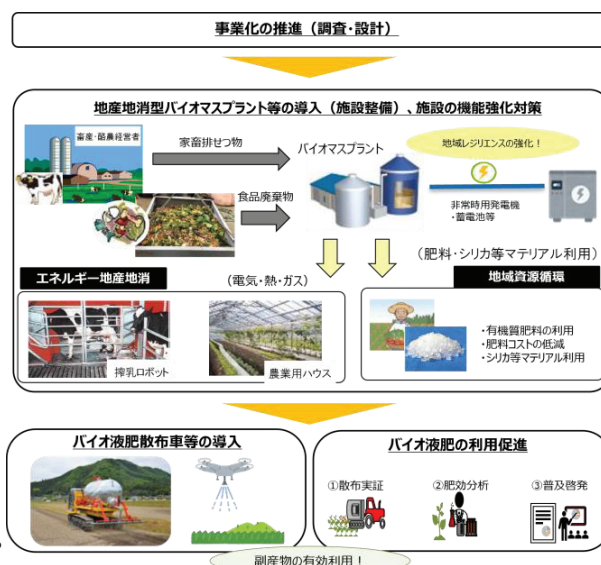 事業化の推進（調査・設計）
地産地消型バイオマスプラント等の導入（施設整備）、施設の機能強化対策
畜産・酪農経営者
家畜排せつ物
バイオマスプラント
地域レジリエンスの強化！
食品廃棄物
非常時用発電機
・蓄電池等
（肥料・シリカ等マテリアル利用）
エネルギー地産地消
（電気・熱・ガス）
地域資源循環
搾乳ロボット
農業用ハウス
・有機質肥料の利用
・肥料コストの低減
・シリカ等マテリアル利用
バイオ液肥散布車等の導入
バイオ液肥の利用促進
①散布実証
②肥効分析
③普及啓発
副産物の有効利用！